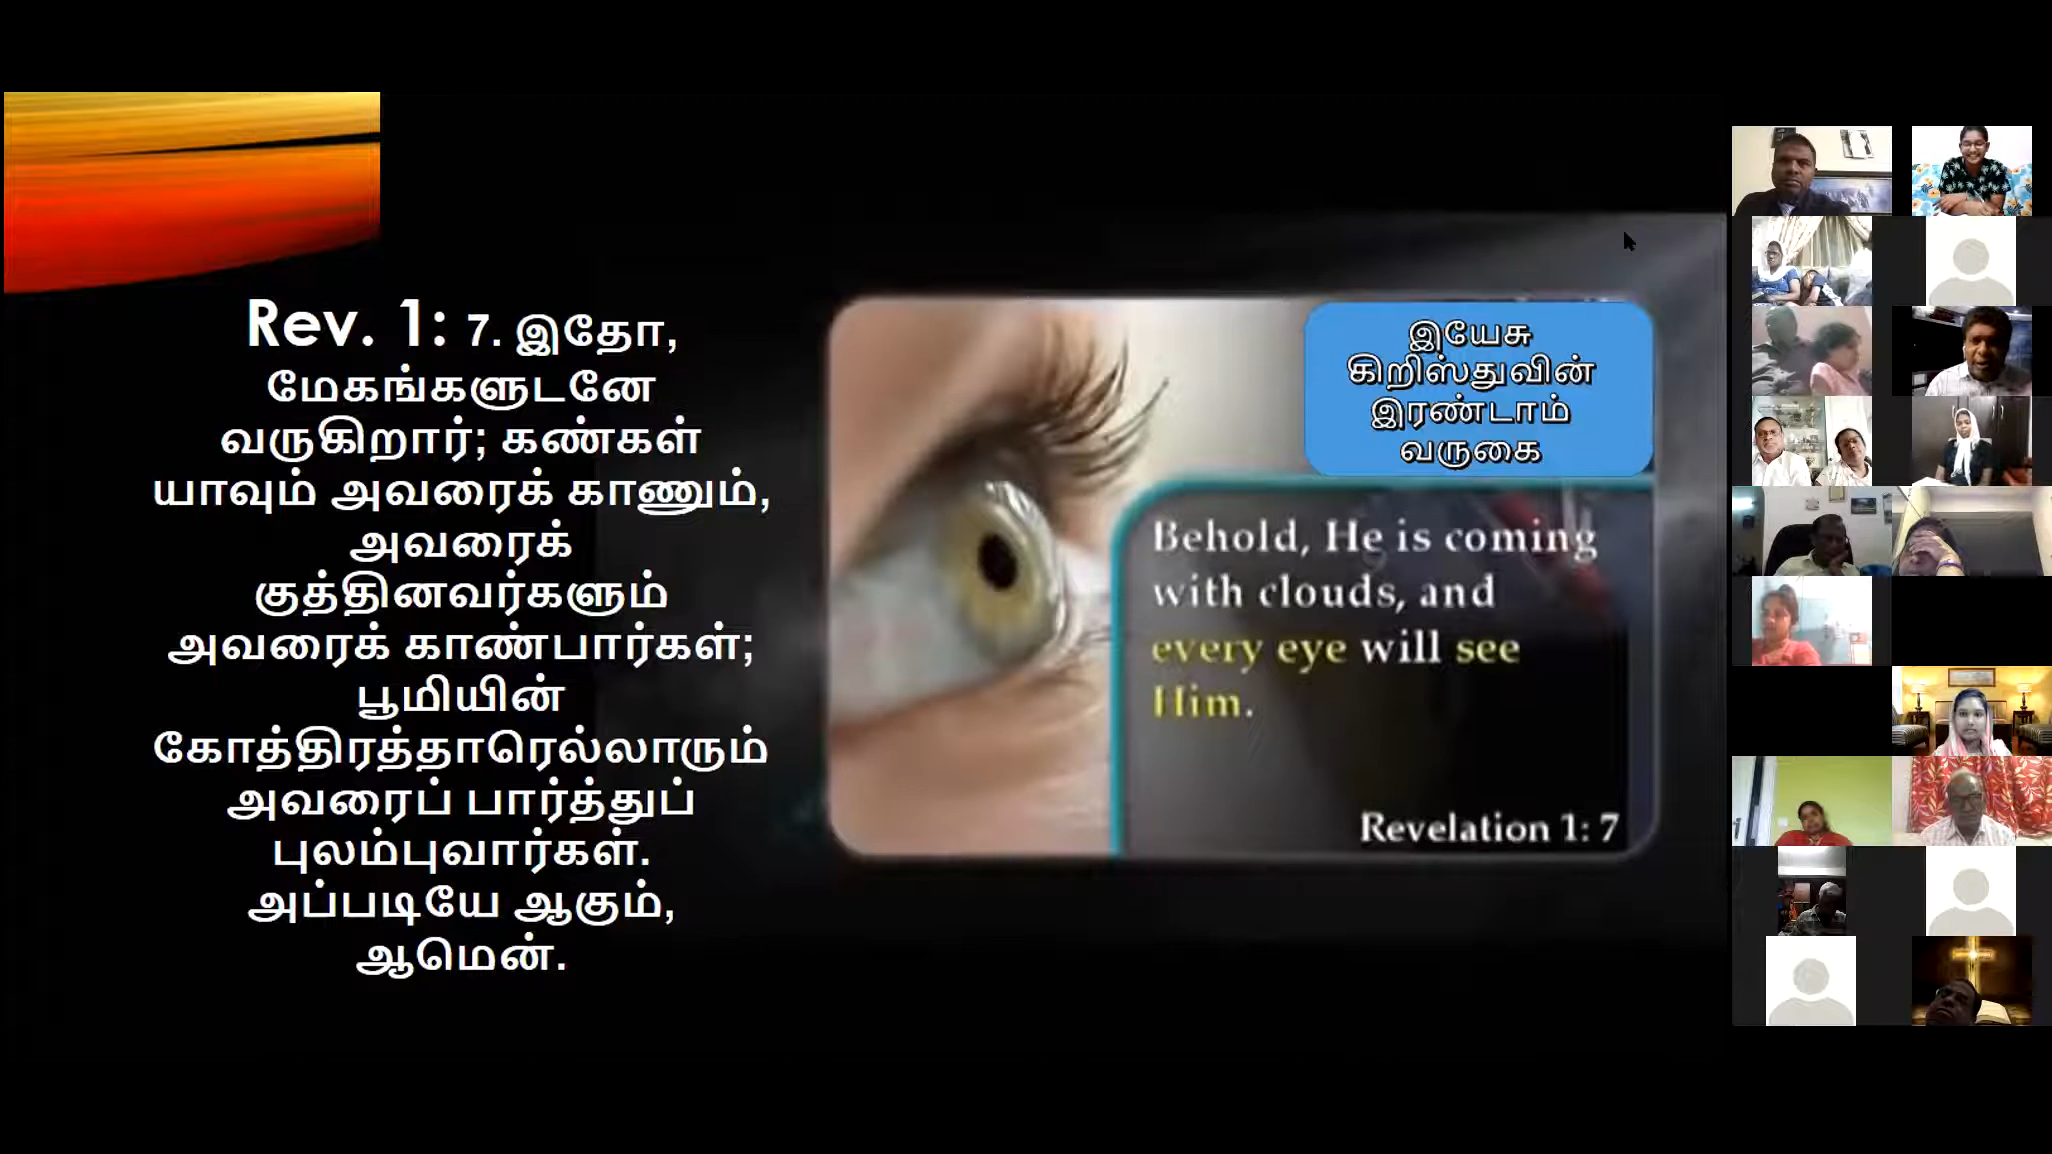 Rev. 1: 7. இதோ,
மேகங்களுடனே
வருகிறார்; கண்கள்
யாவும் அவரைக் காணும்,
அவரைக்
குத்தினவர்களும்
அவரைக் காண்பார்கள்;
பூமியின்
கோத்திரத்தாரெல்லாரும்
அவரைப் பார்த்துப்
புலம்புவார்கள்.
அப்படியே ஆகும்,
ஆமென்.
இயேசு
கிறிஸ்துவின்
இரண்டாம்
வருகை
Behold, He is coming
with clouds, and
every eye will see
Him.
Revelation 1: 7